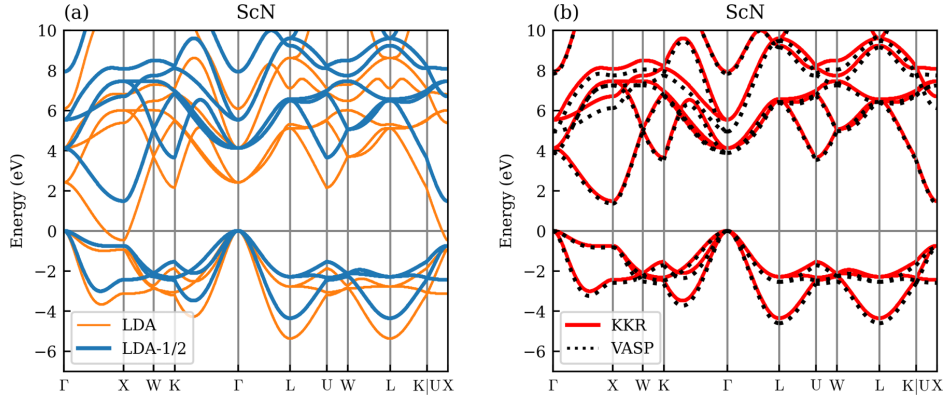 (a) ScN
Energy (eV)
10
8
6
4
2
0
−2
−4
−6
LDA
LDA-1/2
Γ X W K Γ L U W L K|U X
(b) ScN
Energy (eV)
10
8
6
4
2
0
−2
−4
−6
KKR
VASP
Γ X W K Γ L U W L K|U X